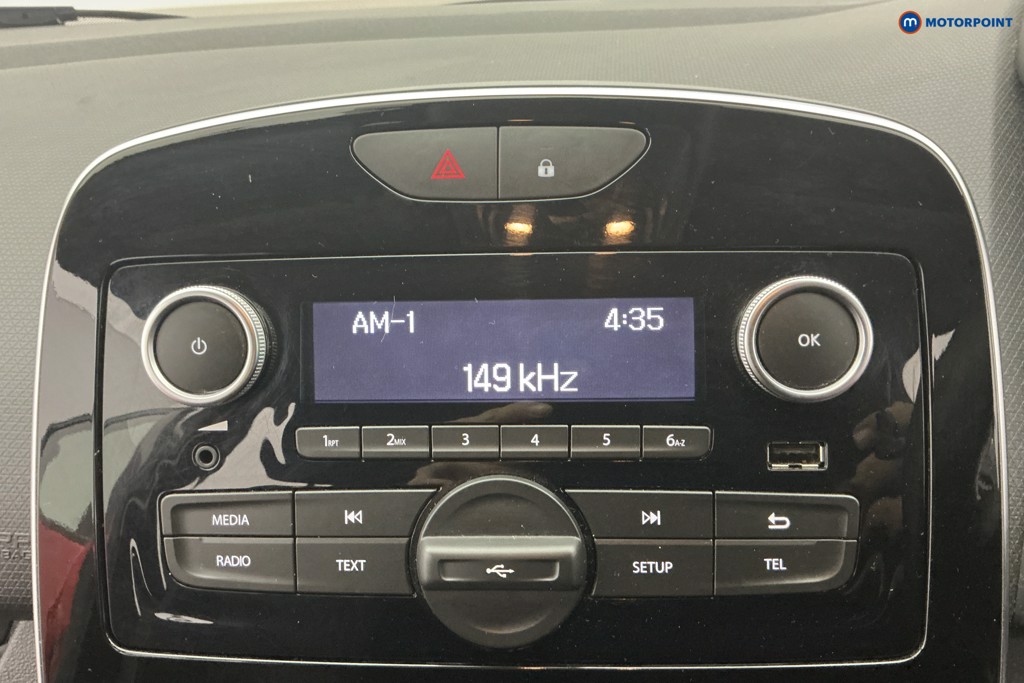 m MOTORPOINT
AM-1 4:35
149 kHz
OK
1RPT 2MIX 3 4 5 6A-Z
MEDIA
RADIO TEXT SETUP TEL